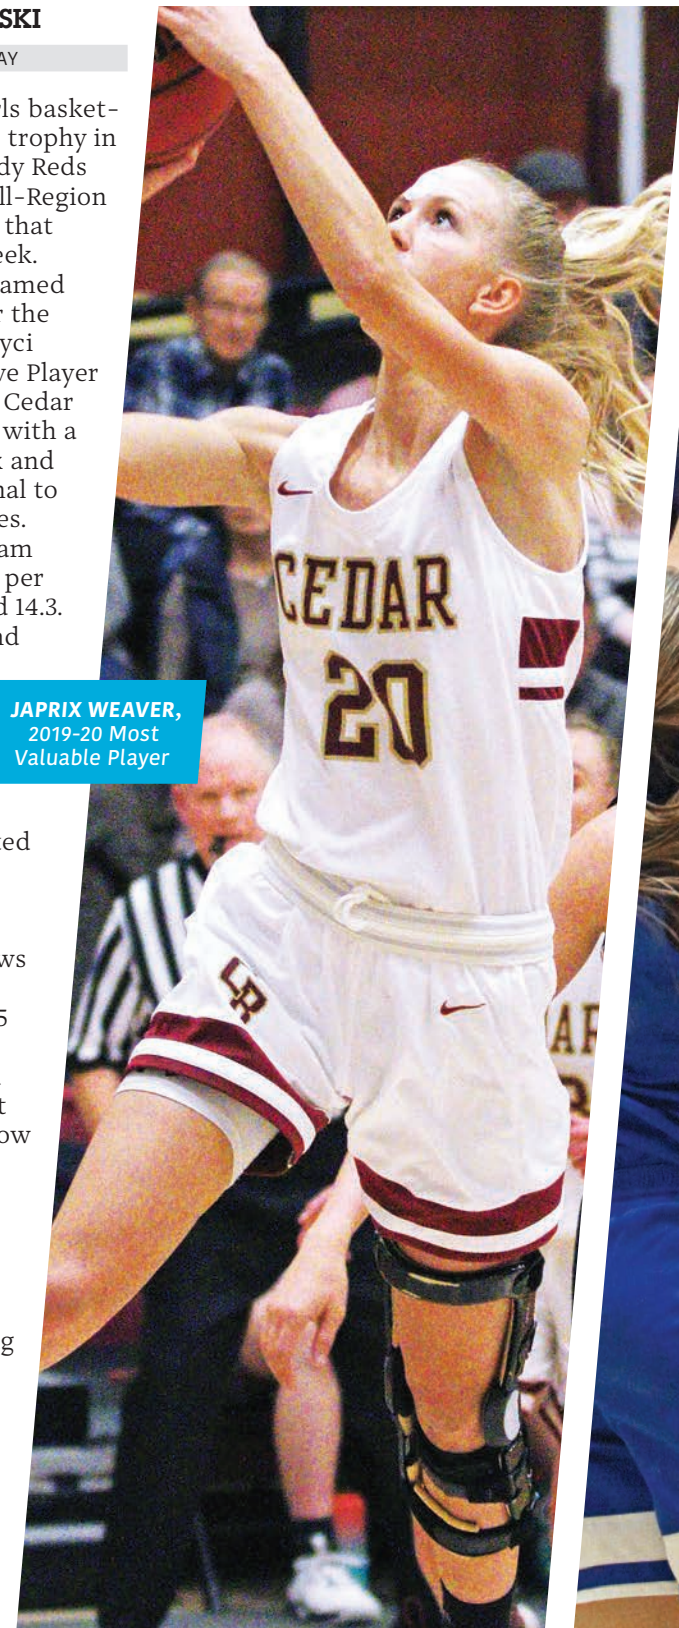 SKI
AY
ls basket-
trophy in
dy Reds
ll-Region
that
eek.
amed
r the
yci
ve Player
Cedar
with a
and
nal to
es.
am
per
d 14.3.
nd
JAPRIX WEAVER,
2019-20 Most
Valuable Player
ted
ws
5
t
ow
g
CEDAR
20
CR
AR